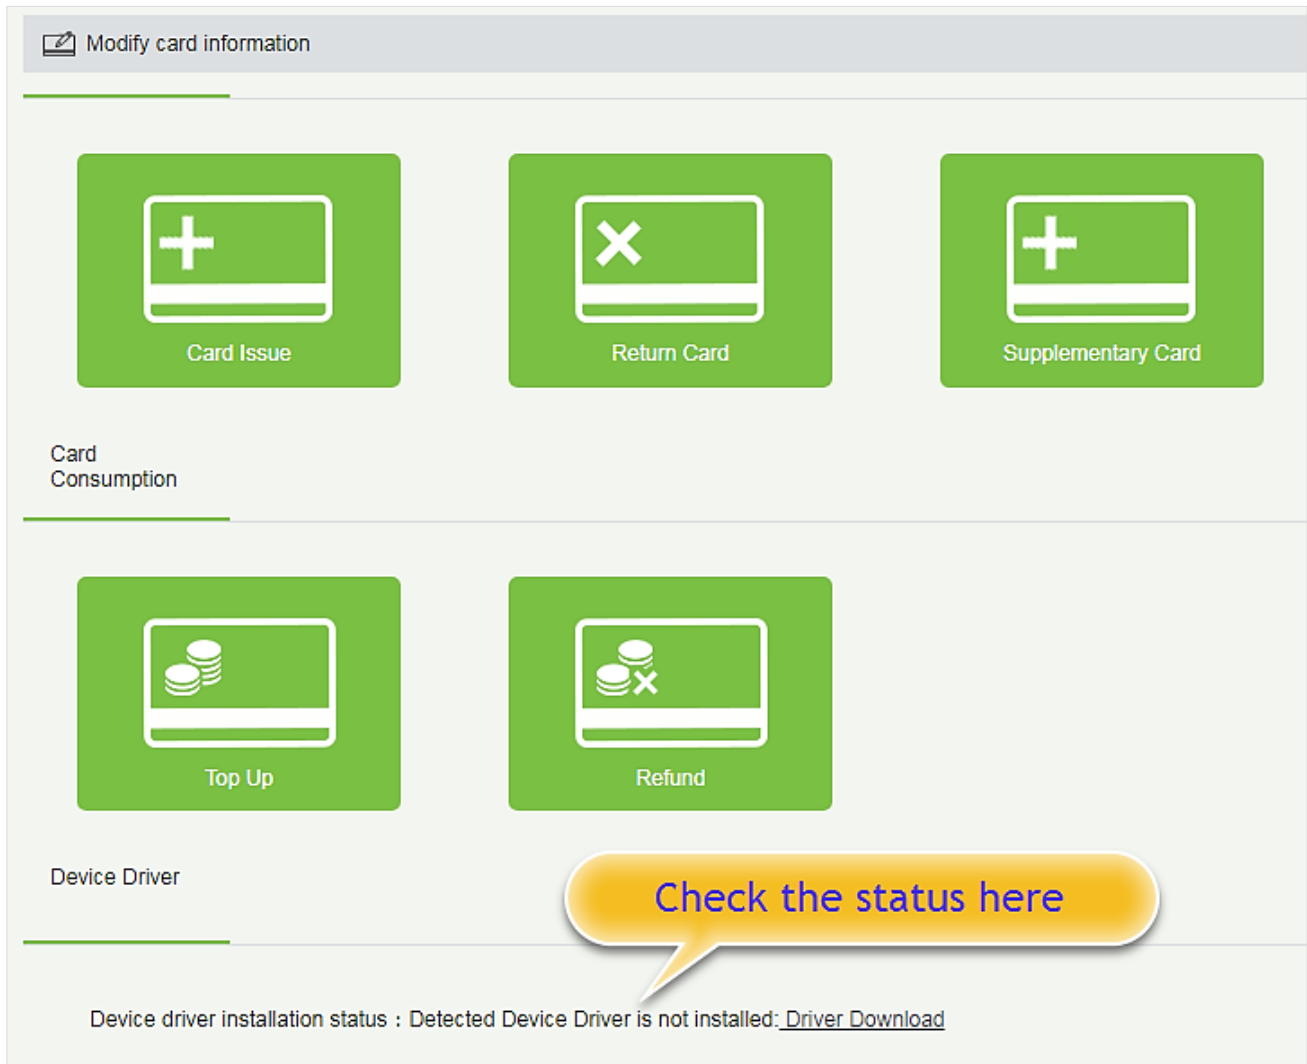 Modify card information
Card Issue
Return Card
Supplementary Card
Card
Consumption
Top Up
Refund
Device Driver
Check the status here
Device driver installation status : Detected Device Driver is not installed: Driver Download